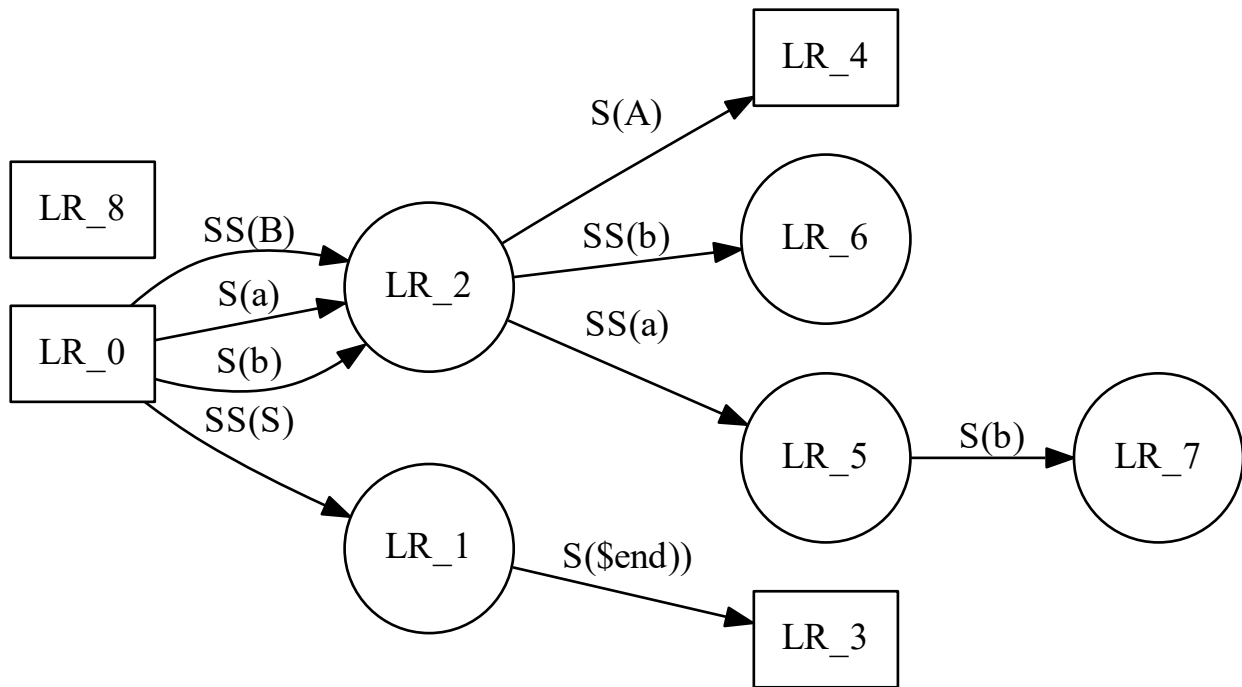 LR_4
S(A)
LR_8
SS(B)
SS(b)
LR_6
S(a)
LR_2
LR_0
S(b)
SS(a)
SS(S)
LR_5
S(b)
LR_7
LR_1
S($end))
LR_3